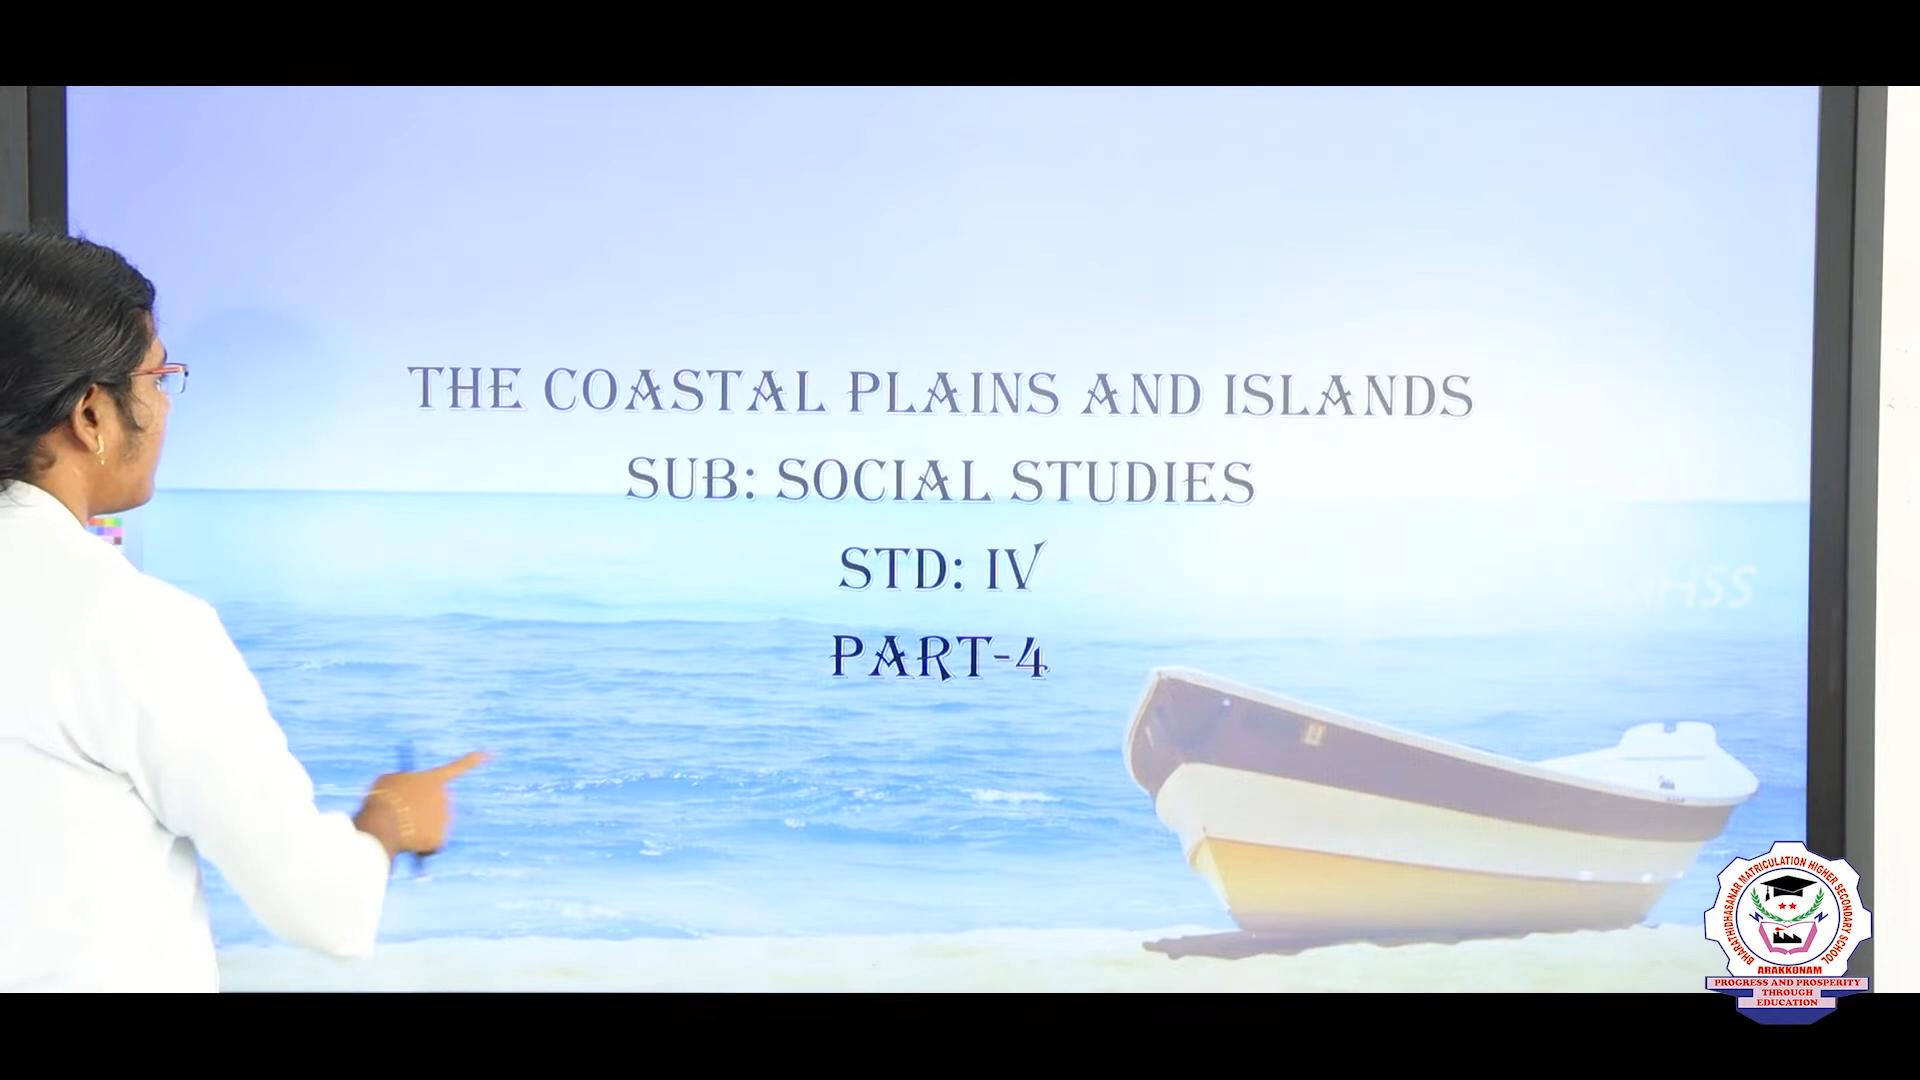 THE COASTAL PLAINS AND ISLANDS
SUB: SOCIAL STUDIES
STD: IV
PART-4
HSS
BHARATHIDHASANAR MATRICULATION HIGHER SECONDARY SCHOOL
ARAKKONAM
PROGRESS AND PROSPERITY
THROUGH
EDUCATION